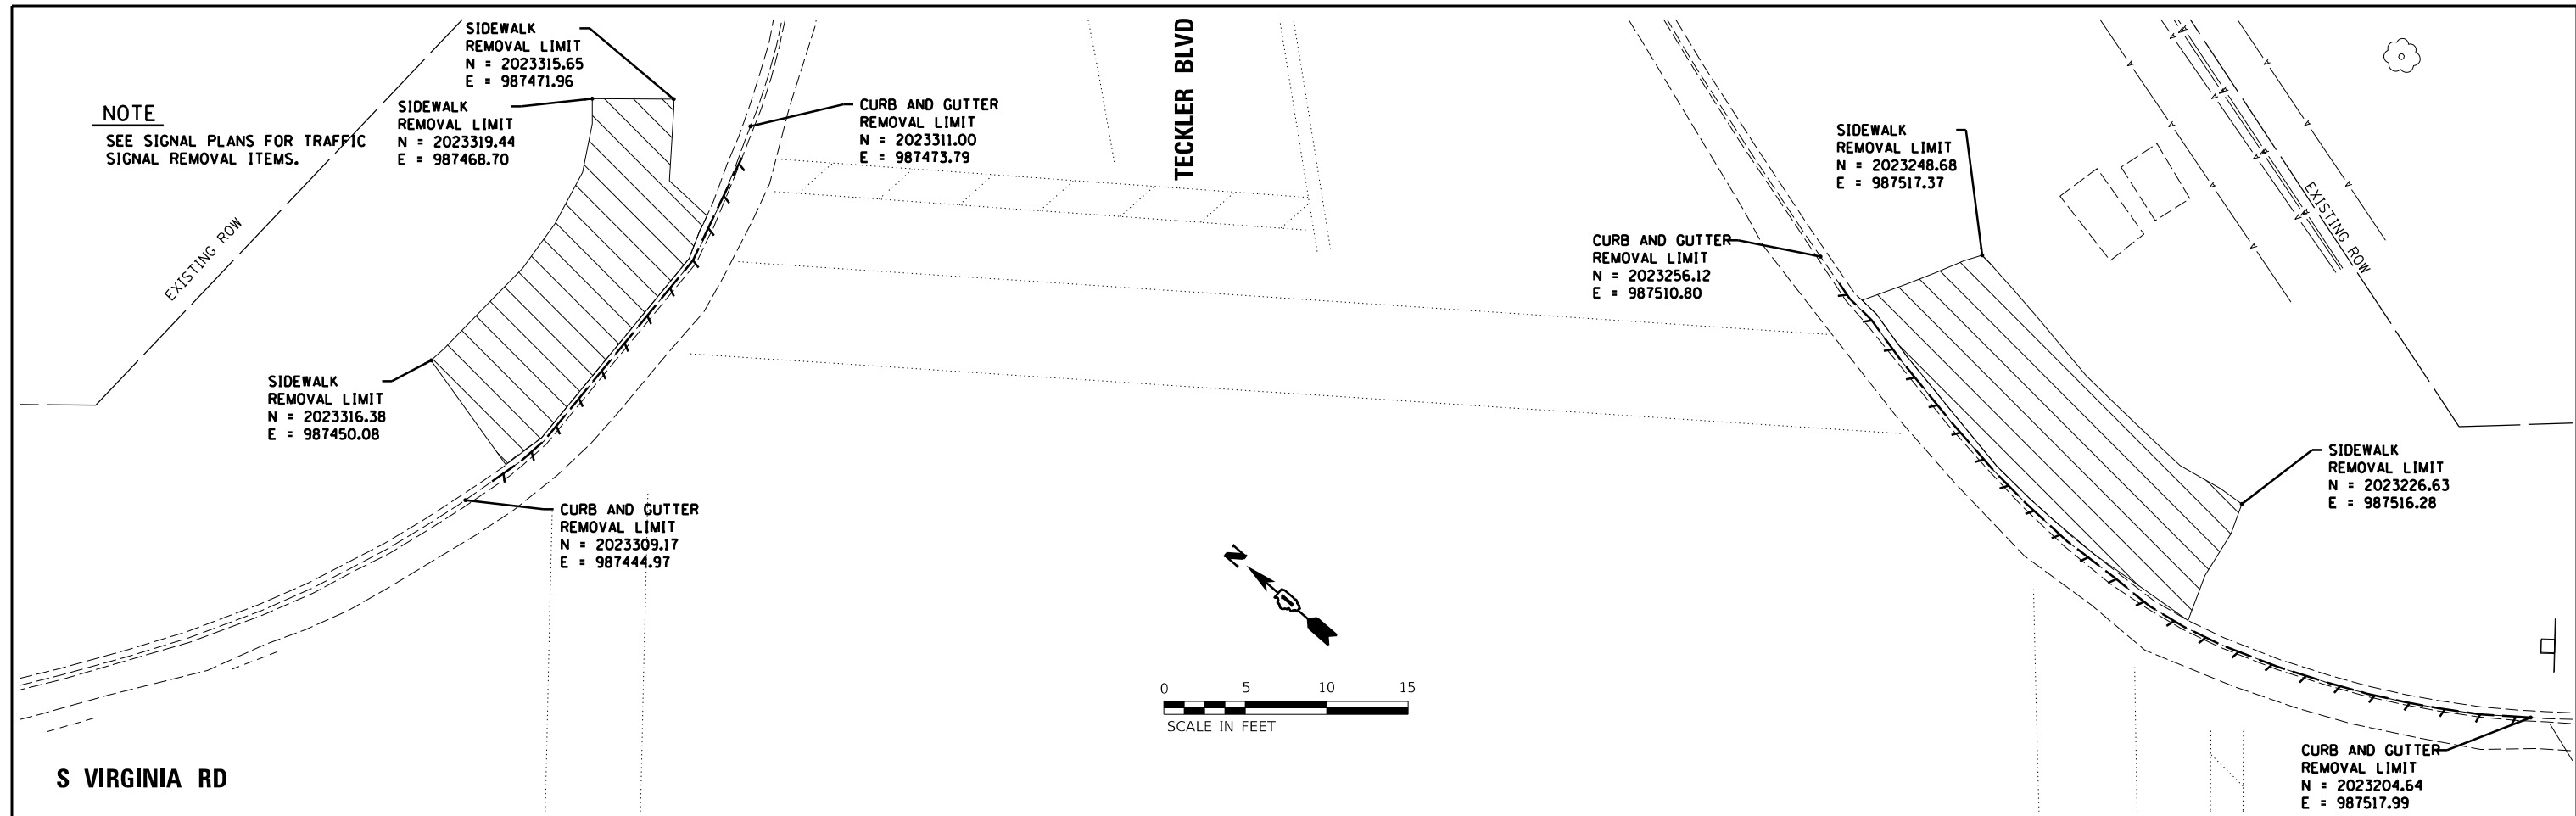 SIDEWALK
REMOVAL LIMIT
N = 2023315.65
E = 987471.96
NOTE
SEE SIGNAL PLANS FOR TRAFFIC
SIGNAL REMOVAL ITEMS.
SIDEWALK
REMOVAL LIMIT
N = 2023319.44
E = 987468.70
CURB AND GUTTER
REMOVAL LIMIT
N = 2023311.00
E = 987473.79
TECKLER BLVD
SIDEWALK
REMOVAL LIMIT
N = 2023248.68
E = 987517.37
EXISTING ROW
EXISTING ROW
CURB AND GUTTER
REMOVAL LIMIT
N = 2023256.12
E = 987510.80
SIDEWALK
REMOVAL LIMIT
N = 2023316.38
E = 987450.08
SIDEWALK
REMOVAL LIMIT
N = 2023226.63
E = 987516.28
CURB AND GUTTER
REMOVAL LIMIT
N = 2023309.17
E = 987444.97
N
0 5 10 15
SCALE IN FEET
S VIRGINIA RD
CURB AND GUTTER
REMOVAL LIMIT
N = 2023204.64
E = 987517.99